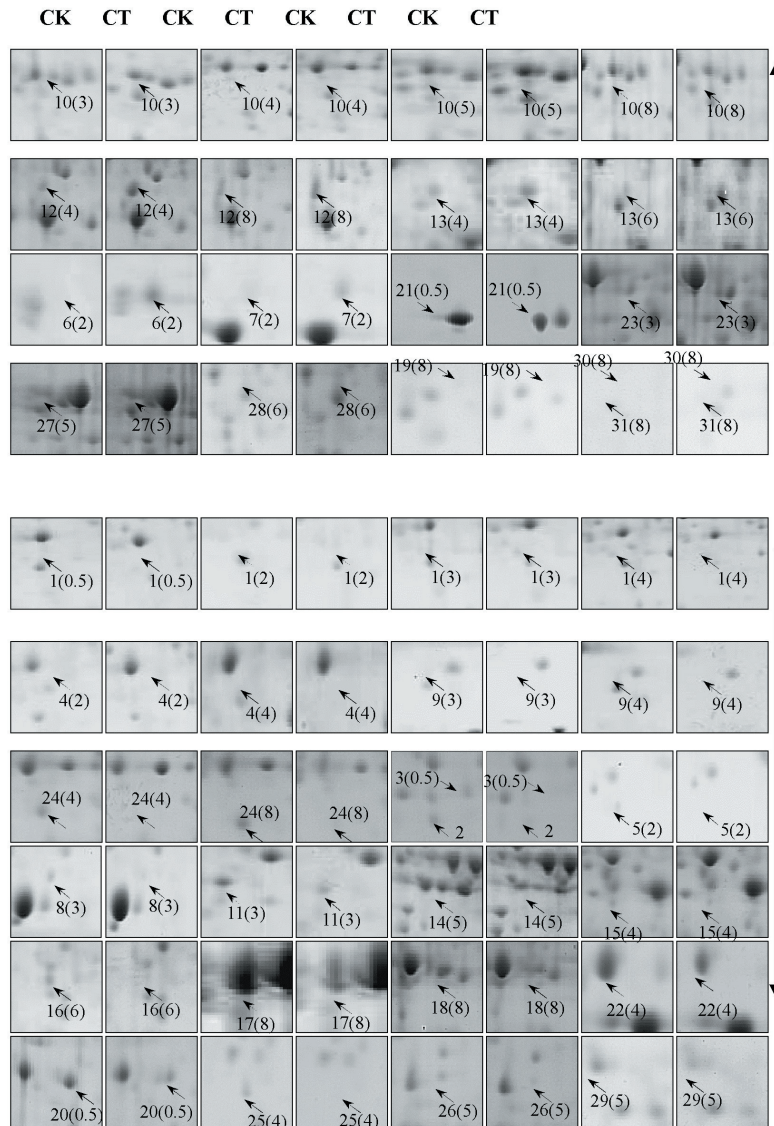 CK CT CK CT CK CT CK CT
10(3) 10(3) 10(4) 10(4) 10(5) 10(5) 10(8) 10(8)
12(4) 12(4) 12(8) 12(8) 13(4) 13(4) 13(6) 13(6)
6(2) 6(2) 7(2) 7(2) 21(0.5) 21(0.5) 23(3) 23(3)
19(8) 19(8) 30(8) 30(8)
27(5) 27(5) 28(6) 28(6) 31(8) 31(8)
1(0.5) 1(0.5) 1(2) 1(2) 1(3) 1(3) 1(4) 1(4)
4(2) 4(2) 4(4) 4(4) 9(3) 9(3) 9(4) 9(4)
3(0.5) 3(0.5)
24(4) 24(4) 24(8) 24(8) 2 2 5(2) 5(2)
8(3) 8(3) 11(3) 11(3) 14(5) 14(5) 15(4) 15(4)
16(6) 16(6) 17(8) 17(8) 18(8) 18(8) 22(4) 22(4)
20(0.5) 20(0.5) 25(4) 25(4) 26(5) 26(5) 29(5) 29(5)